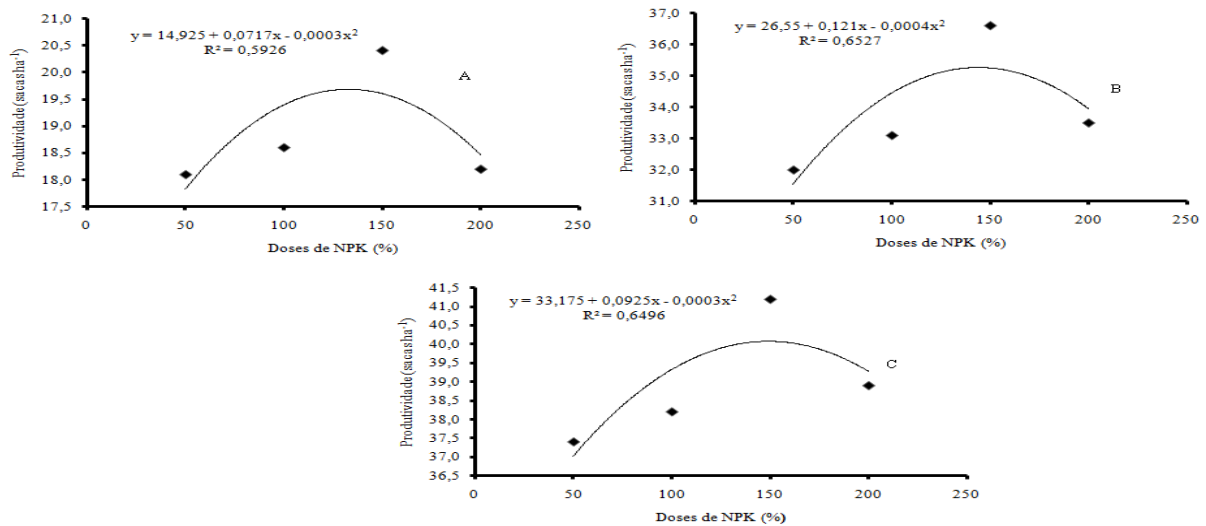 Produtividade (sacasha⁻¹)
21,0
20,5
20,0
19,5
19,0
18,5
18,0
17,5
y = 14,925 + 0,0717x - 0,0003x²
R² = 0,5926
A
0 50 100 150 200 250
Doses de NPK (%)
Produtividade (sacasha⁻¹)
37,0
36,0
35,0
34,0
33,0
32,0
31,0
y = 26,55 + 0,121x - 0,0004x²
R² = 0,6527
B
0 50 100 150 200 250
Doses de NPK (%)
Produtividade (sacasha⁻¹)
41,5
41,0
40,5
40,0
39,5
39,0
38,5
38,0
37,5
37,0
36,5
y = 33,175 + 0,0925x - 0,0003x²
R² = 0,6496
C
0 50 100 150 200 250
Doses de NPK (%)